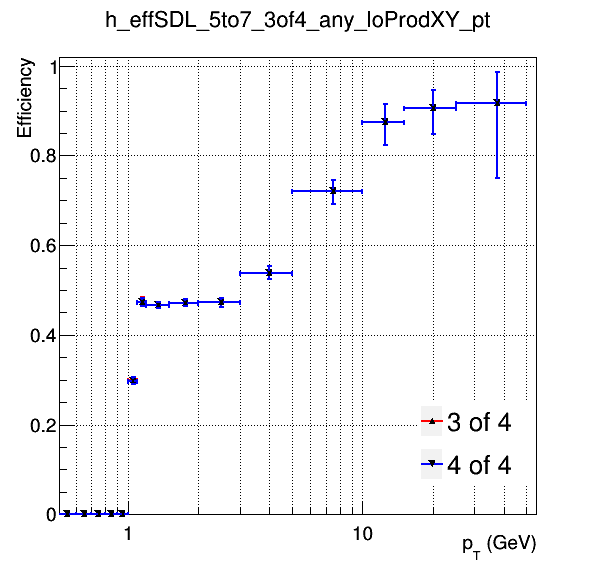 h_effSDL_5to7_3of4_any_loProdXY_pt
Efficiency
1
0.8
0.6
0.4
0.2
0
3 of 4
4 of 4
1
10
p_T (GeV)